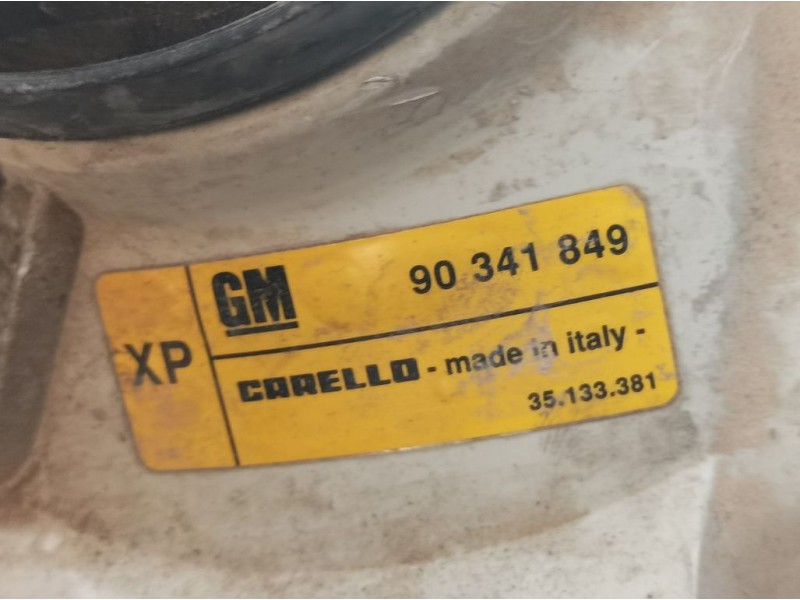 GM 90 341 849
XP
CARELLO - made in italy -
35.133.381